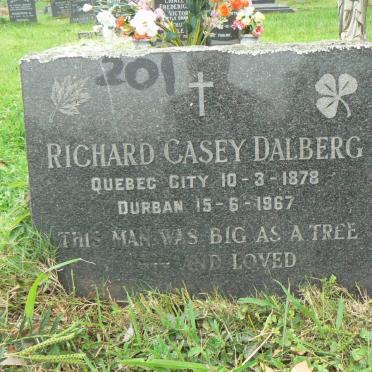 201
RICHARD CASEY DALBERG
QUEBEC CITY 10-3-1878
DURBAN 15-6-1967
THIS MAN WAS BIG AS A TREE
AND LOVED